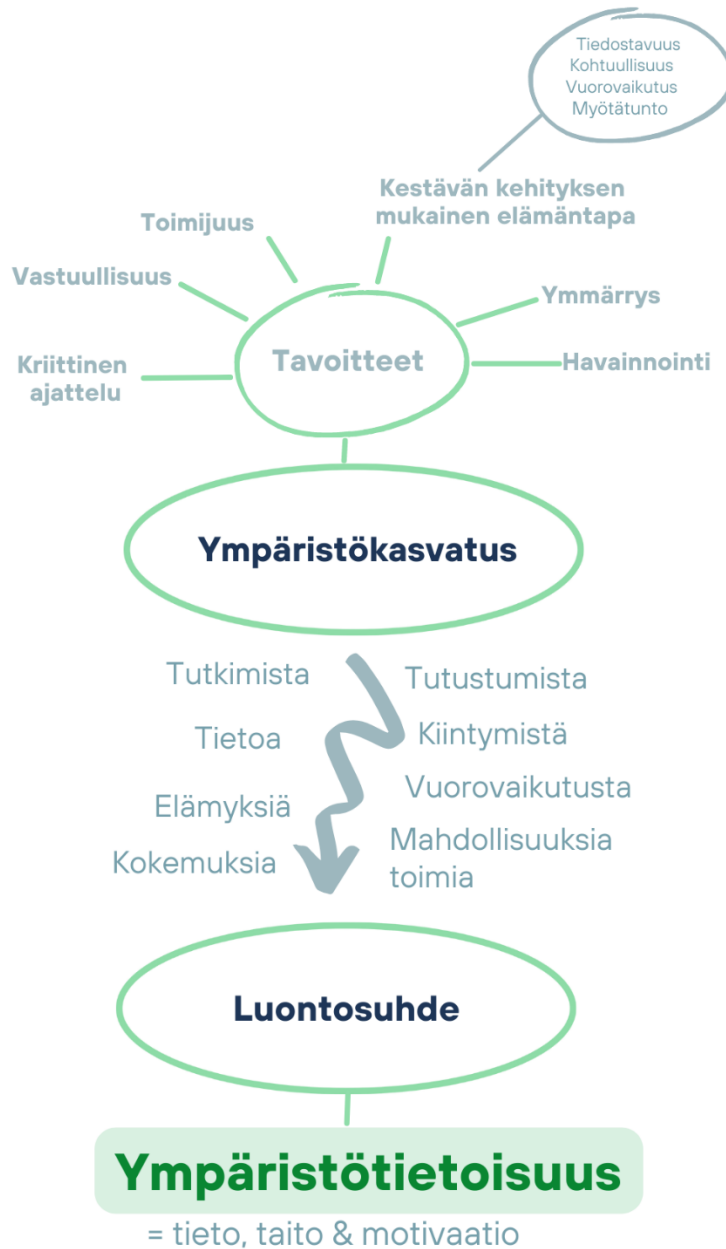 Tiedostavuus
Kohtuullisuus
Vuorovaikutus
Myötätunto
Kestävän kehityksen
mukainen elämäntapa
Toimijuus
Vastuullisuus
Ymmärrys
Kriittinen
ajattelu
Tavoitteet
Havainnointi
Ympäristökasvatus
Tutkimista
Tutustumista
Tietoa
Kiintymistä
Elämyksiä
Vuorovaikutusta
Kokemuksia
Mahdollisuuksia
toimia
Luontosuhde
Ympäristötietoisuus
= tieto, taito & motivaatio